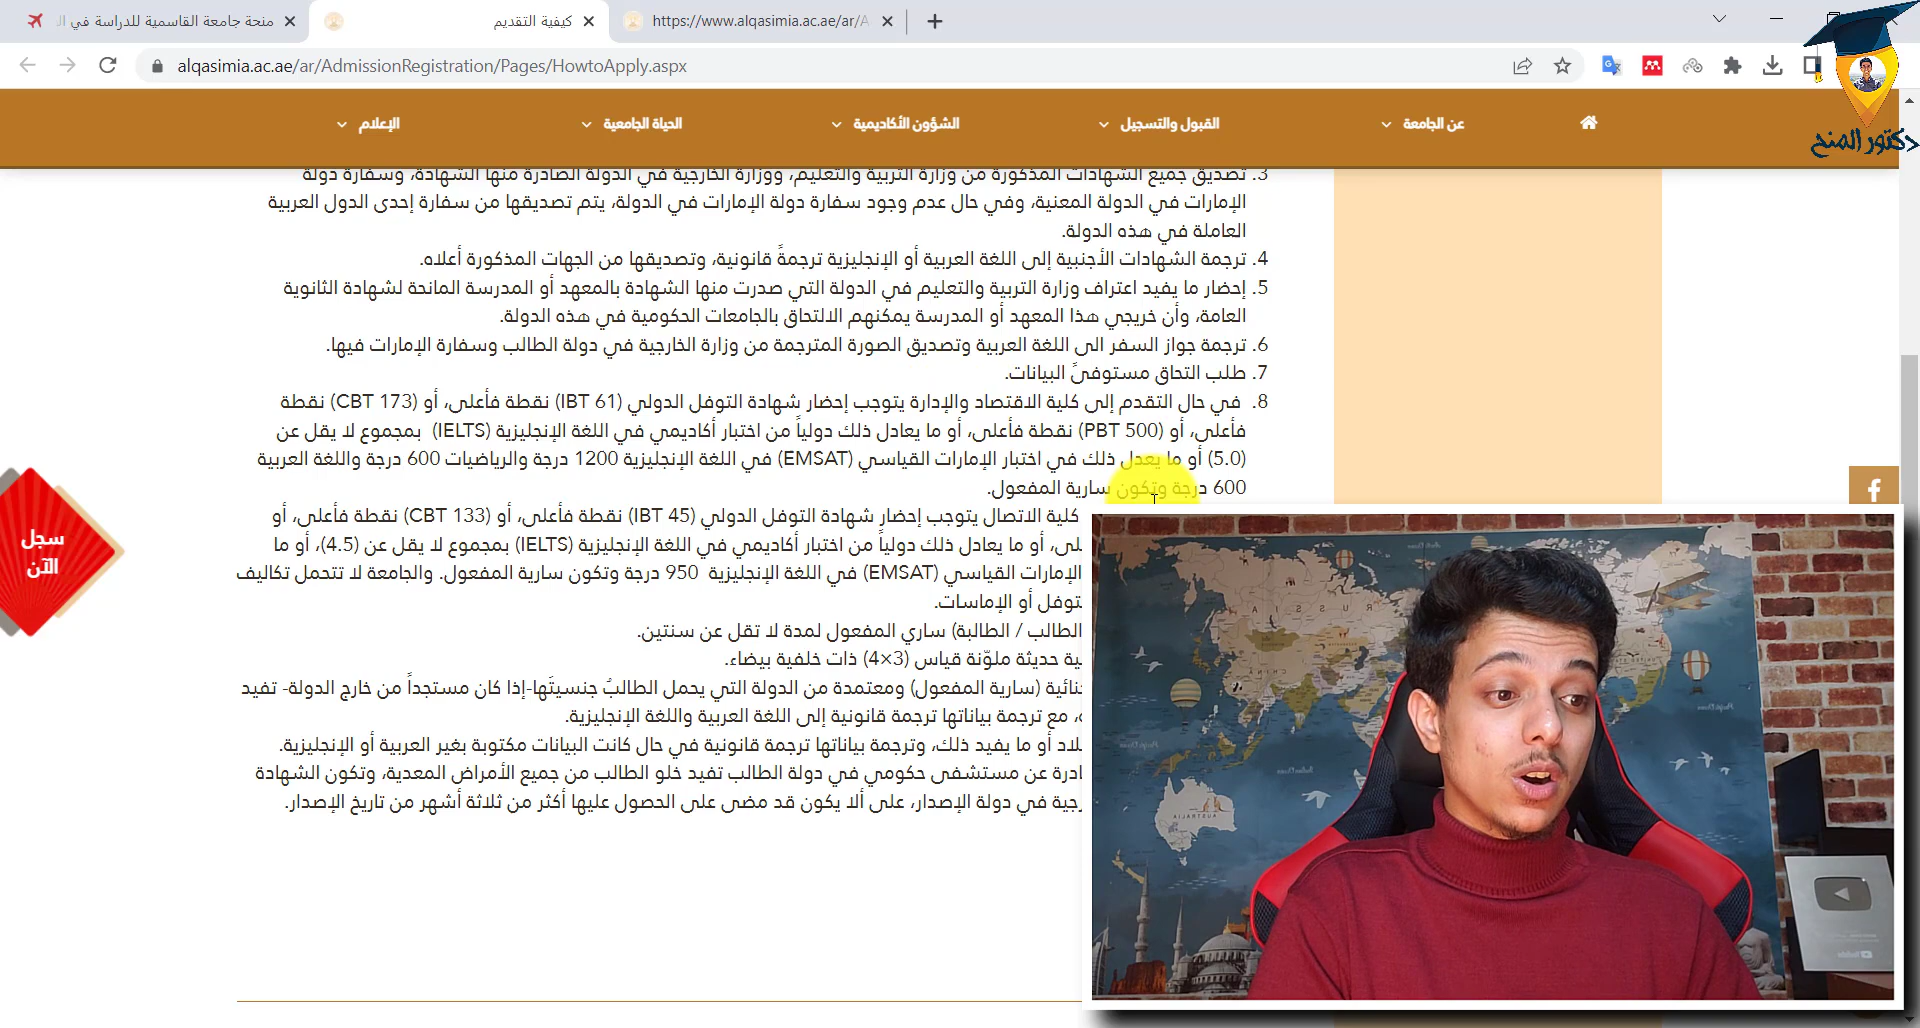 منحة جامعة القاسمية للدراسة في ال
كيفية التقديم
https://www.alqasimia.ac.ae/ar/A
alqasimia.ac.ae/ar/AdmissionRegistration/Pages/HowtoApply.aspx
دكتور المنح
عن الجامعة
القبول والتسجيل
الشؤون الأكاديمية
الحياة الجامعية
الإعلام
3. تصديق جميع الشهادات المذكورة من وزارة التربية والتعليم، ووزارة الخارجية في الدولة الصادرة منها الشهادة، وسفارة دولة
الإمارات في الدولة المعنية، وفي حال عدم وجود سفارة دولة الإمارات في الدولة، يتم تصديقها من سفارة إحدى الدول العربية
العاملة في هذه الدولة.
4. ترجمة الشهادات الأجنبية إلى اللغة العربية أو الإنجليزية ترجمةً قانونية، وتصديقها من الجهات المذكورة أعلاه.
5. إحضار ما يفيد اعتراف وزارة التربية والتعليم في الدولة التي صدرت منها الشهادة بالمعهد أو المدرسة المانحة لشهادة الثانوية
العامة، وأن خريجي هذا المعهد أو المدرسة يمكنهم الالتحاق بالجامعات الحكومية في هذه الدولة.
6. ترجمة جواز السفر الى اللغة العربية وتصديق الصورة المترجمة من وزارة الخارجية في دولة الطالب وسفارة الإمارات فيها.
7. طلب التحاق مستوفىً البيانات.
8. في حال التقدم إلى كلية الاقتصاد والإدارة يتوجب إحضار شهادة التوفل الدولي (IBT 61) نقطة فأعلى، أو (CBT 173) نقطة
فأعلى، أو (PBT 500) نقطة فأعلى، أو ما يعادل ذلك دولياً من اختبار أكاديمي في اللغة الإنجليزية (IELTS) بمجموع لا يقل عن
(5.0) أو ما يعدل ذلك في اختبار الإمارات القياسي (EMSAT) في اللغة الإنجليزية 1200 درجة والرياضيات 600 درجة واللغة العربية
600 درجة وتكون سارية المفعول.
كلية الاتصال يتوجب إحضار شهادة التوفل الدولي (IBT 45) نقطة فأعلى، أو (CBT 133) نقطة فأعلى، أو
لى، أو ما يعادل ذلك دولياً من اختبار أكاديمي في اللغة الإنجليزية (IELTS) بمجموع لا يقل عن (4.5)، أو ما
الإمارات القياسي (EMSAT) في اللغة الإنجليزية 950 درجة وتكون سارية المفعول. والجامعة لا تتحمل تكاليف
توفل أو الإماسات.
الطالب / الطالبة) ساري المفعول لمدة لا تقل عن سنتين.
ية حديثة ملوّنة قياس (3×4) ذات خلفية بيضاء.
نائية (سارية المفعول) ومعتمدة من الدولة التي يحمل الطالبُ جنسيتَها-إذا كان مستجداً من خارج الدولة- تفيد
ه، مع ترجمة بياناتها ترجمة قانونية إلى اللغة العربية واللغة الإنجليزية.
لاد أو ما يفيد ذلك، وترجمة بياناتها ترجمة قانونية في حال كانت البيانات مكتوبة بغير العربية أو الإنجليزية.
ادرة عن مستشفى حكومي في دولة الطالب تفيد خلو الطالب من جميع الأمراض المعدية، وتكون الشهادة
رجية في دولة الإصدار، على ألا يكون قد مضى على الحصول عليها أكثر من ثلاثة أشهر من تاريخ الإصدار.
سجل
الآن
RUSSIA
CHINA
AUSTRALIA